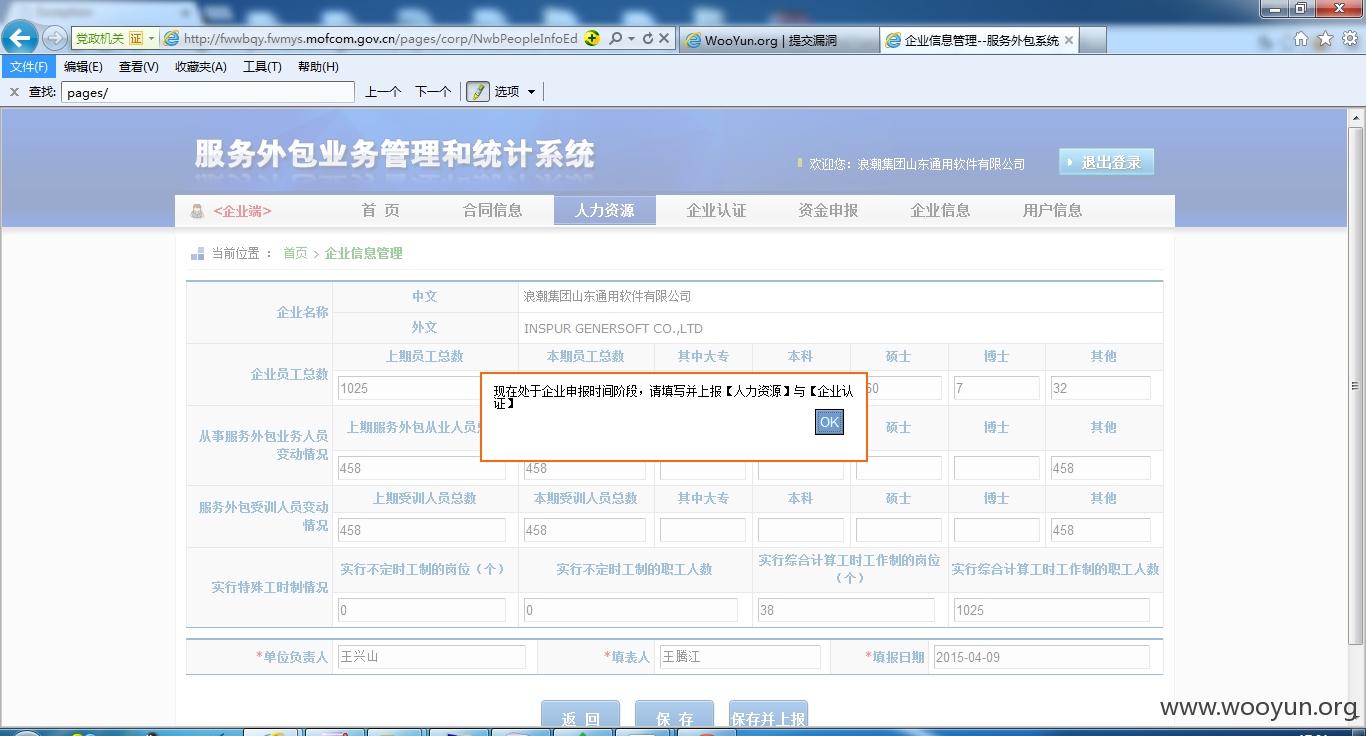 党政机关 证 http://fwwbqy.fwmys.mofcom.gov.cn/pages/corp/NwbPeopleInfoEd WooYun.org | 提交漏洞 企业信息管理--服务外包系统
文件(F) 编辑(E) 查看(V) 收藏夹(A) 工具(T) 帮助(H)
查找: pages/ 上一个 下一个 选项
服务外包业务管理和统计系统
欢迎您：浪潮集团山东通用软件有限公司 退出登录
<企业端> 首 页 合同信息 人力资源 企业认证 资金申报 企业信息 用户信息
当前位置 ： 首页 > 企业信息管理
企业名称 中文 浪潮集团山东通用软件有限公司
外文 INSPUR GENERSOFT CO.,LTD
企业员工总数 上期员工总数 本期员工总数 其中大专 本科 硕士 博士 其他
1025 60 7 32
现在处于企业申报时间阶段，请填写并上报【人力资源】与【企业认
证】
OK
从事服务外包业务人员
变动情况
上期服务外包从业人员 硕士 博士 其他
458 458 458
服务外包受训人员变动
情况
上期受训人员总数 本期受训人员总数 其中大专 本科 硕士 博士 其他
458 458 458
实行特殊工时制情况
实行不定时工制的岗位（个） 实行不定时工制的职工人数 实行综合计算工时工作制的岗位
（个）
实行综合计算工时工作制的职工人数
0 0 38 1025
*单位负责人 王兴山 *填表人 王腾江 *填报日期 2015-04-09
返 回 保 存 保存并上报
www.wooyun.org